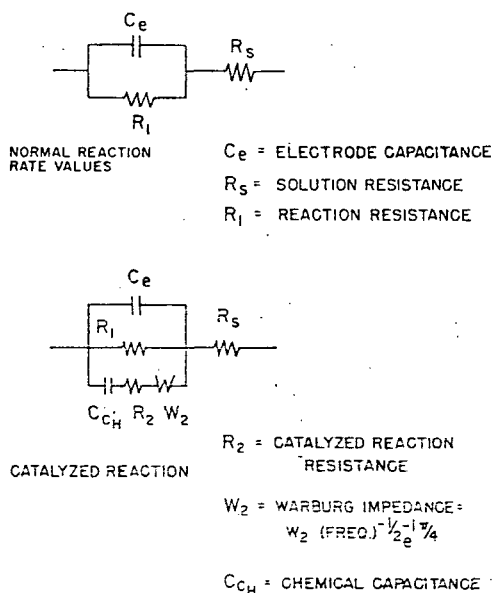 Ce
Rs
R1
NORMAL REACTION
RATE VALUES
Ce = ELECTRODE CAPACITANCE
Rs = SOLUTION RESISTANCE
R1 = REACTION RESISTANCE
Ce
R1
Rs
CCH R2 W2
CATALYZED REACTION
R2 = CATALYZED REACTION
RESISTANCE
W2 = WARBURG IMPEDANCE=
W2 (FREQ.)-1/2 e-i π/4
CCH = CHEMICAL CAPACITANCE